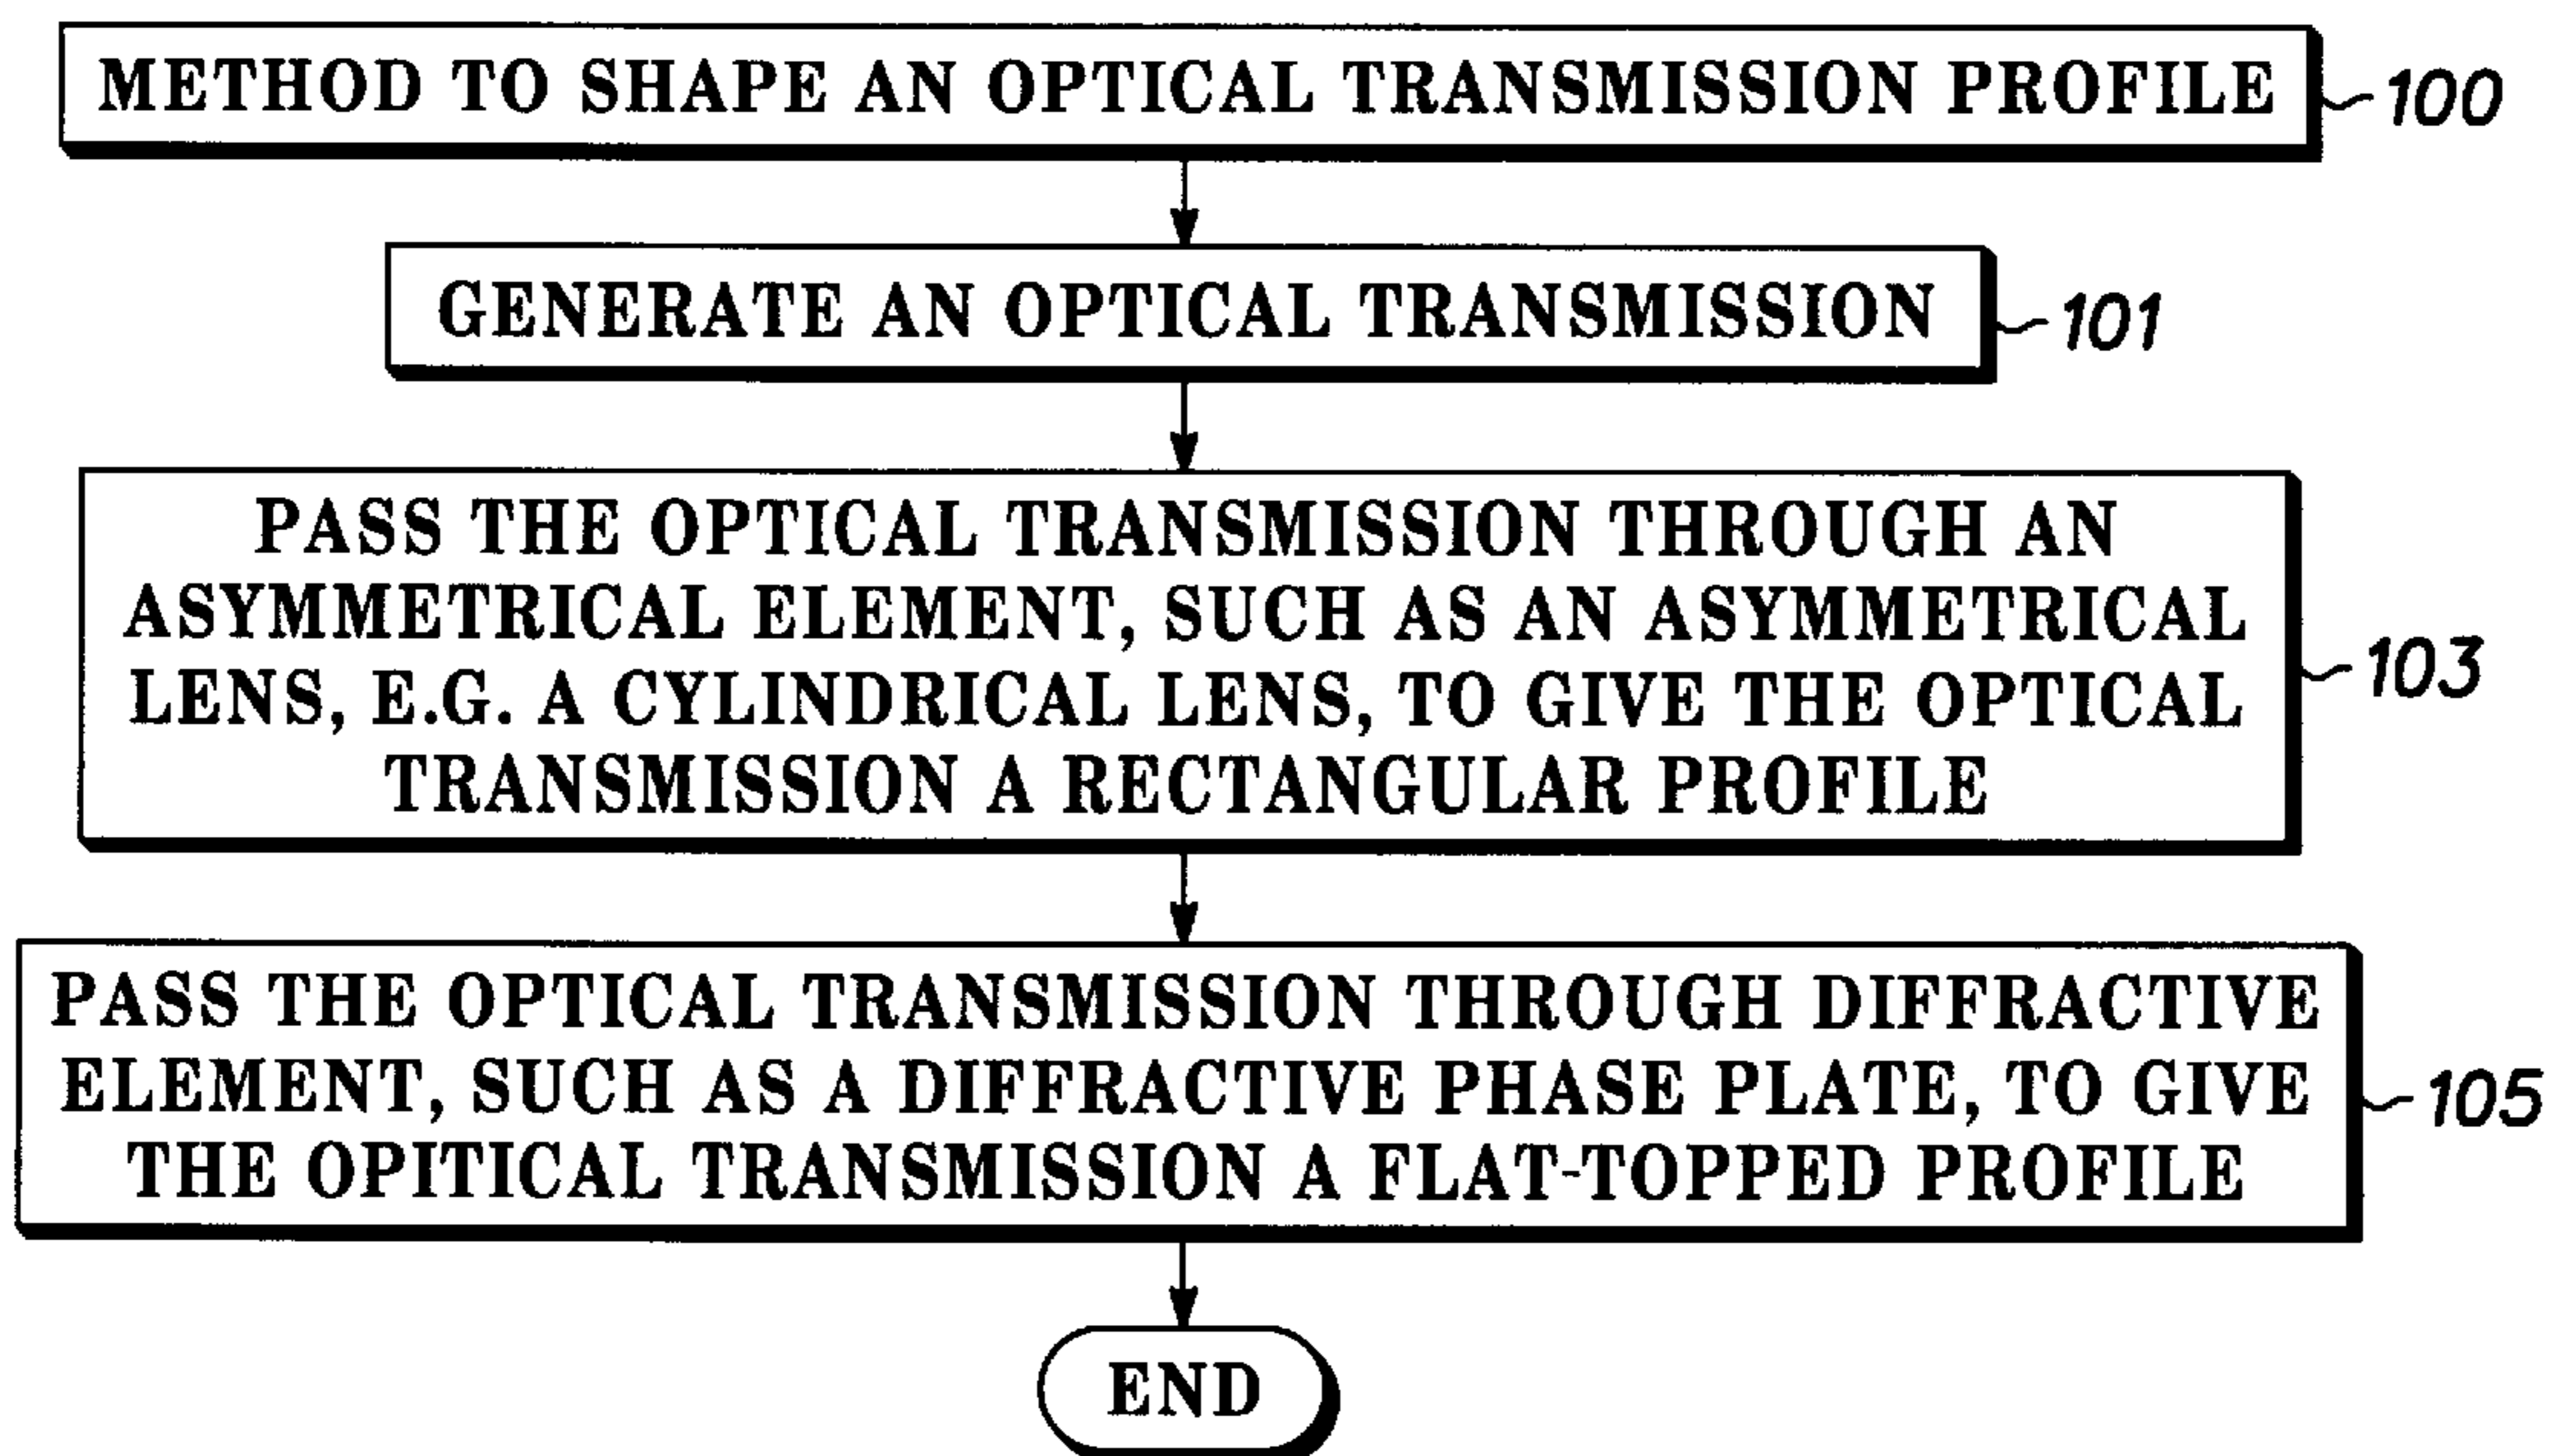 METHOD TO SHAPE AN OPTICAL TRANSMISSION PROFILE
100
GENERATE AN OPTICAL TRANSMISSION
101
PASS THE OPTICAL TRANSMISSION THROUGH AN
ASYMMETRICAL ELEMENT, SUCH AS AN ASYMMETRICAL
LENS, E.G. A CYLINDRICAL LENS, TO GIVE THE OPTICAL
TRANSMISSION A RECTANGULAR PROFILE
103
PASS THE OPTICAL TRANSMISSION THROUGH DIFFRACTIVE
ELEMENT, SUCH AS A DIFFRACTIVE PHASE PLATE, TO GIVE
THE OPITICAL TRANSMISSION A FLAT-TOPPED PROFILE
105
END